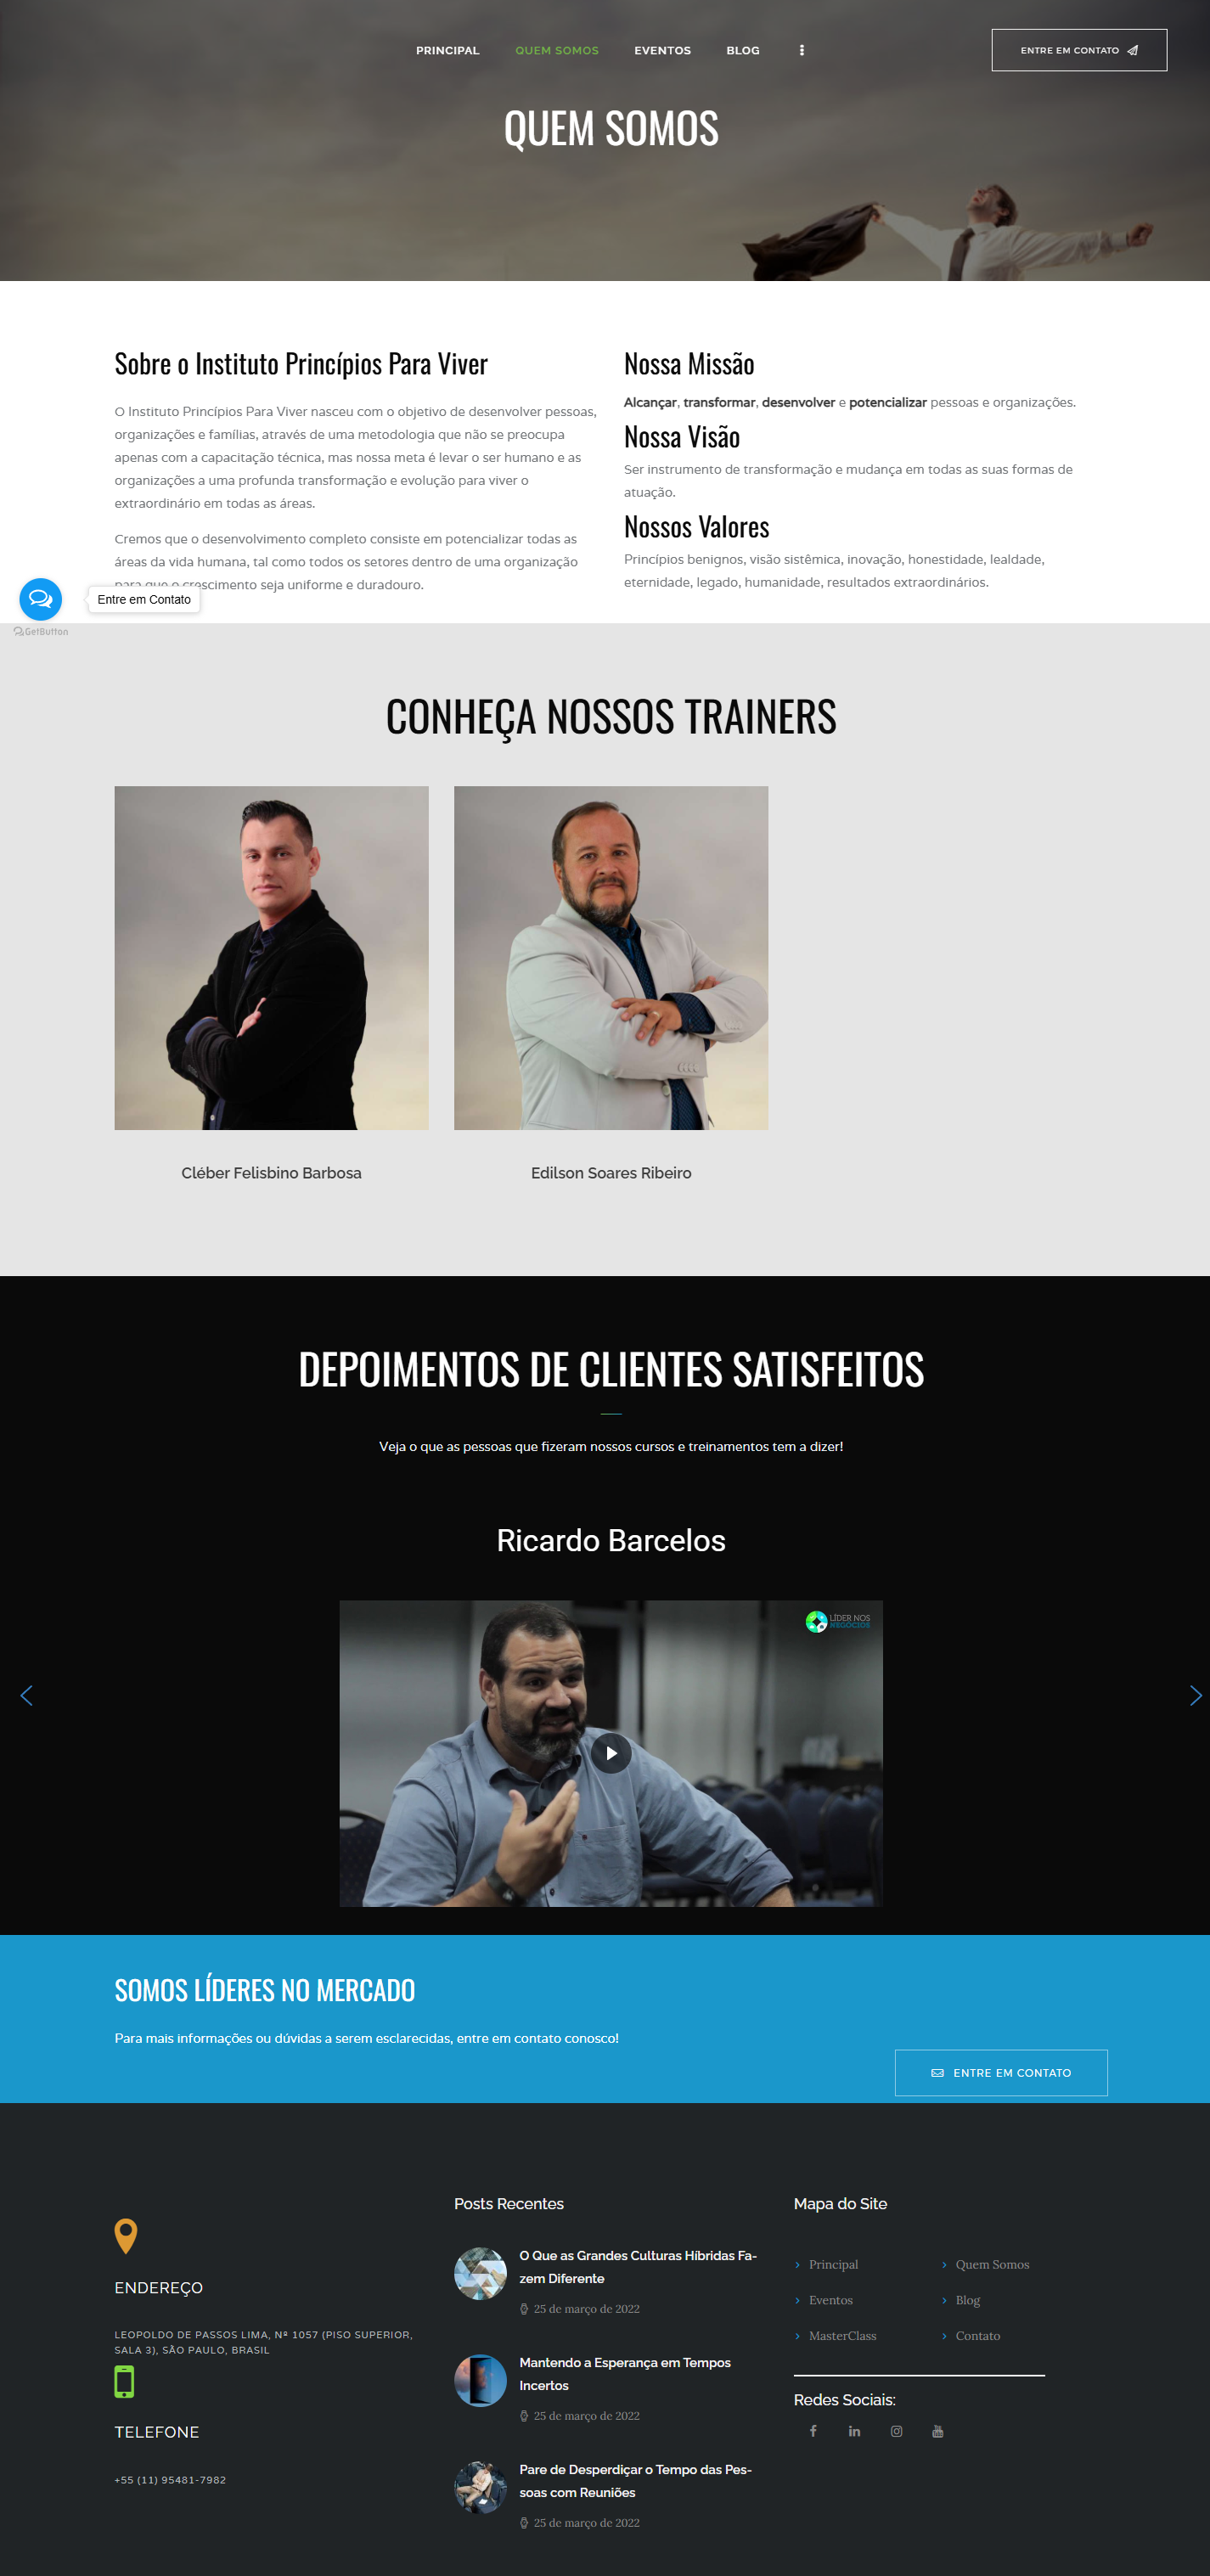 PRINCIPAL
QUEM SOMOS
EVENTOS
BLOG
ENTRE EM CONTATO
QUEM SOMOS
Sobre o Instituto Princípios Para Viver
O Instituto Princípios Para Viver nasceu com o objetivo de desenvolver pessoas,
organizações e famílias, através de uma metodologia que não se preocupa
apenas com a capacitação técnica, mas nossa meta é levar o ser humano e as
organizações a uma profunda transformação e evolução para viver o
extraordinário em todas as áreas.
Cremos que o desenvolvimento completo consiste em potencializar todas as
áreas da vida humana, tal como todos os setores dentro de uma organização
para que o crescimento seja uniforme e duradouro.
Nossa Missão
Alcançar, transformar, desenvolver e potencializar pessoas e organizações.
Nossa Visão
Ser instrumento de transformação e mudança em todas as suas formas de
atuação.
Nossos Valores
Princípios benignos, visão sistêmica, inovação, honestidade, lealdade,
eternidade, legado, humanidade, resultados extraordinários.
Entre em Contato
GetButton
CONHEÇA NOSSOS TRAINERS
Cléber Felisbino Barbosa
Edilson Soares Ribeiro
DEPOIMENTOS DE CLIENTES SATISFEITOS
Veja o que as pessoas que fizeram nossos cursos e treinamentos tem a dizer!
Ricardo Barcelos
LÍDER NOS
NEGÓCIOS
SOMOS LÍDERES NO MERCADO
Para mais informações ou dúvidas a serem esclarecidas, entre em contato conosco!
ENTRE EM CONTATO
ENDEREÇO
LEOPOLDO DE PASSOS LIMA, Nº 1057 (PISO SUPERIOR,
SALA 3), SÃO PAULO, BRASIL
TELEFONE
+55 (11) 95481-7982
Posts Recentes
O Que as Grandes Culturas Híbridas Fa-
zem Diferente
25 de março de 2022
Mantendo a Esperança em Tempos
Incertos
25 de março de 2022
Pare de Desperdiçar o Tempo das Pes-
soas com Reuniões
25 de março de 2022
Mapa do Site
Principal
Quem Somos
Eventos
Blog
MasterClass
Contato
Redes Sociais: